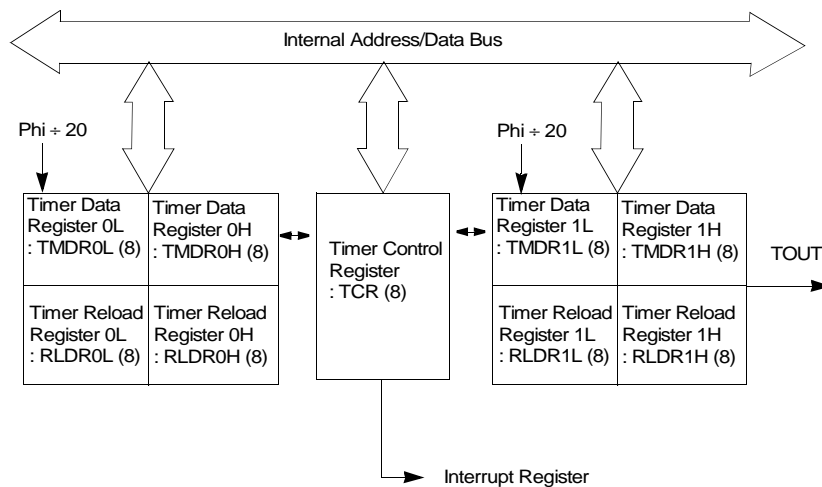 Internal Address/Data Bus
Phi ÷ 20
Phi ÷ 20
Timer Data
Register 0L
: TMDR0L (8)
Timer Data
Register 0H
: TMDR0H (8)
Timer Reload
Register 0L
: RLDR0L (8)
Timer Reload
Register 0H
: RLDR0H (8)
Timer Control
Register
: TCR (8)
Timer Data
Register 1L
: TMDR1L (8)
Timer Data
Register 1H
: TMDR1H (8)
Timer Reload
Register 1L
: RLDR1L (8)
Timer Reload
Register 1H
: RLDR1H (8)
TOUT
Interrupt Register